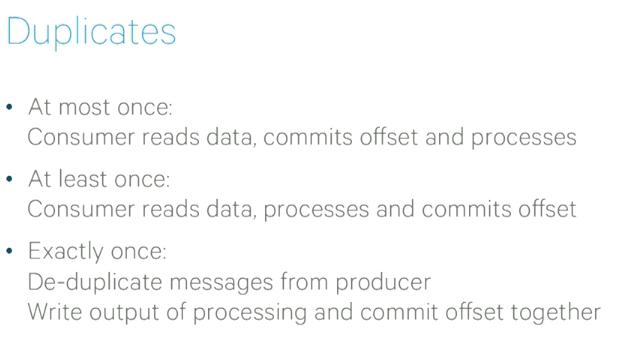 Duplicates
• At most once:
Consumer reads data, commits offset and processes
• At least once:
Consumer reads data, processes and commits offset
• Exactly once:
De-duplicate messages from producer
Write output of processing and commit offset together